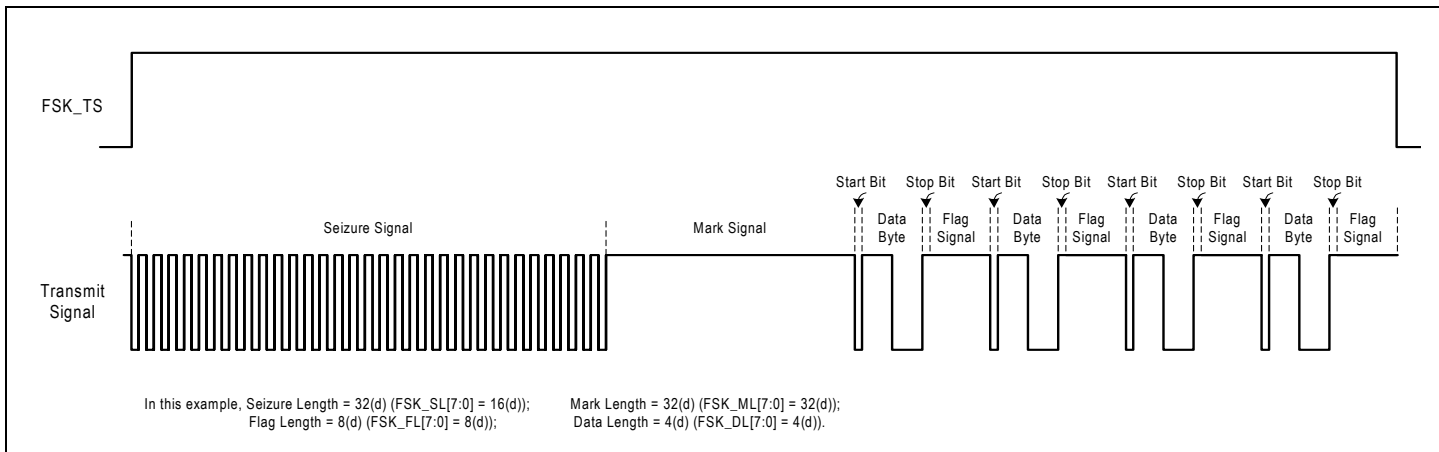 FSK_TS
Start Bit Stop Bit Start Bit Stop Bit Start Bit Stop Bit Start Bit Stop Bit
Seizure Signal Mark Signal Data Byte Flag Signal Data Byte Flag Signal Data Byte Flag Signal Data Byte Flag Signal
Transmit
Signal
In this example, Seizure Length = 32(d) (FSK_SL[7:0] = 16(d)); Mark Length = 32(d) (FSK_ML[7:0] = 32(d));
Flag Length = 8(d) (FSK_FL[7:0] = 8(d)); Data Length = 4(d) (FSK_DL[7:0] = 4(d)).